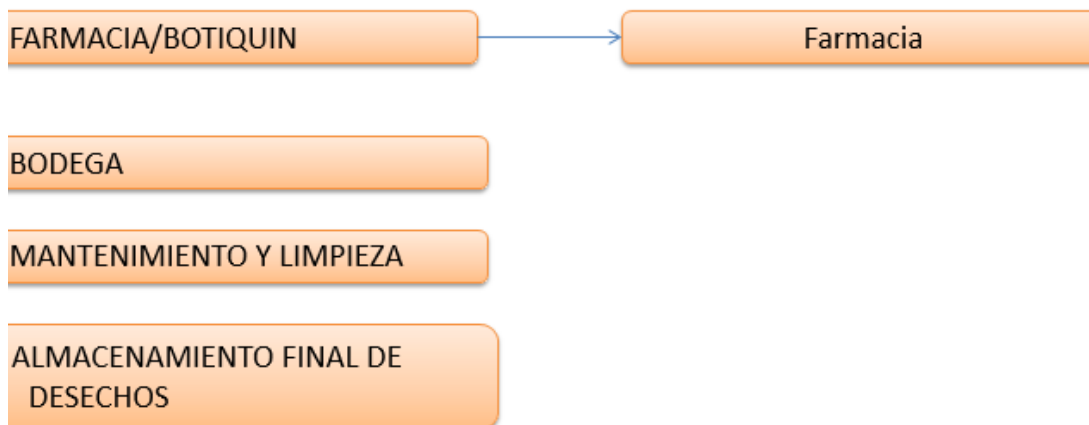 FARMACIA/BOTIQUIN
Farmacia
BODEGA
MANTENIMIENTO Y LIMPIEZA
ALMACENAMIENTO FINAL DE
DESECHOS